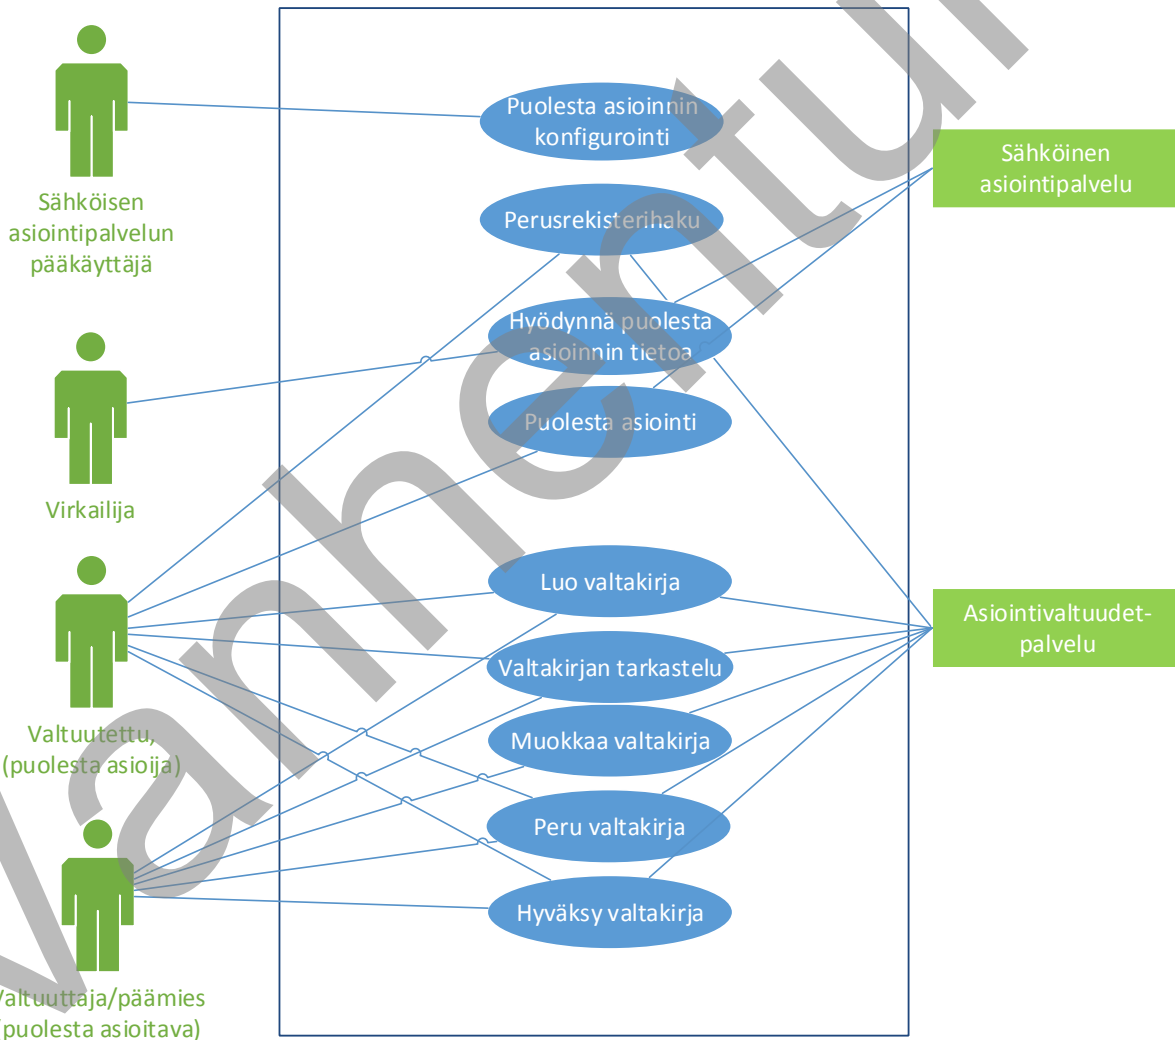 Sähköisen
asiointipalvelun
pääkäyttäjä
Virkailija
Valtuutettu,
(puolesta asioija)
Valtuuttaja/päämies
(puolesta asioitava)
Puolesta asioinnin
konfigurointi
Perusrekisterihaku
Hyödynnä puolesta
asioinnin tietoa
Puolesta asiointi
Luo valtakirja
Valtakirjan tarkastelu
Muokkaa valtakirja
Peru valtakirja
Hyväksy valtakirja
Sähköinen
asiointipalvelu
Asiointivaltuudet-
palvelu
Vanhentun